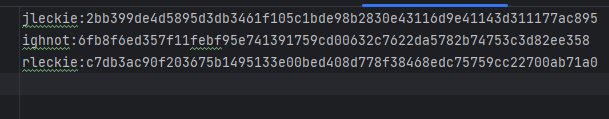 jleckie:2bb399de4d5895d3db3461f105c1bde98b2830e43116d9e41143d311177ac895
ighnot:6fb8f6ed357f11febf95e741391759cd00632c7622da5782b74753c3d82ee358
rleckie:c7db3ac90f203675b1495133e00bed408d778f38468edc75759cc22700ab71a0